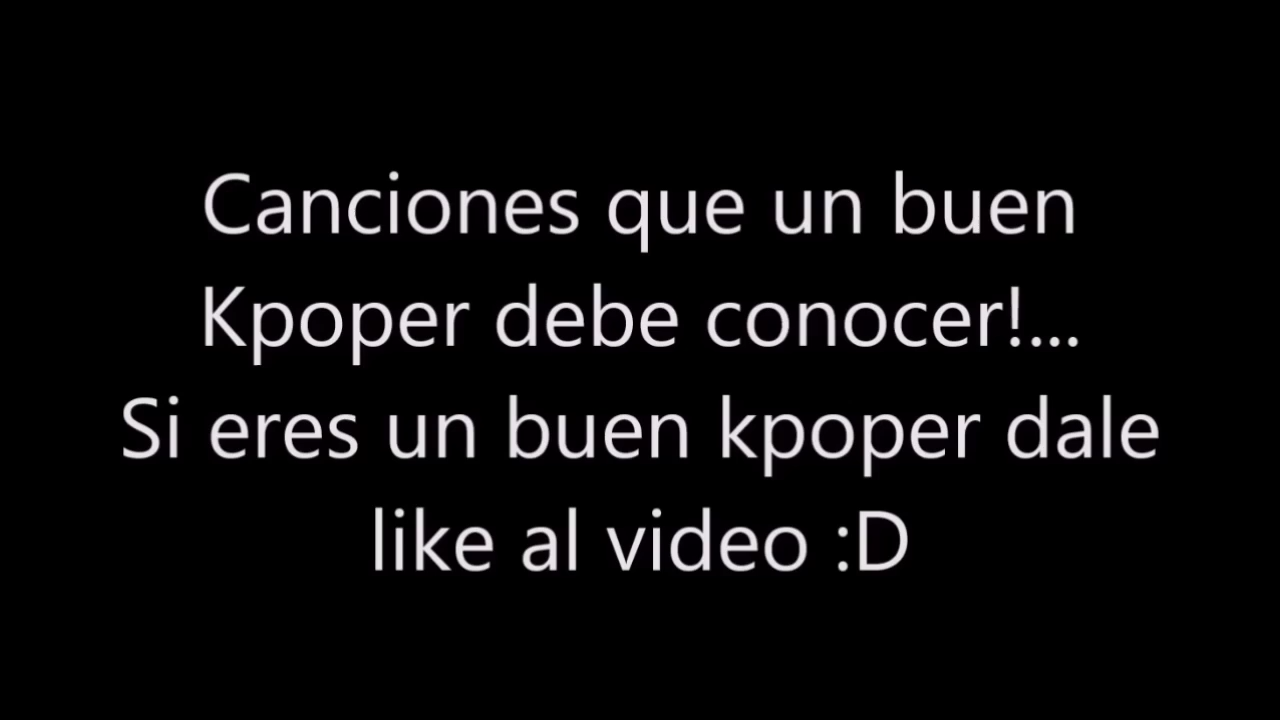 Canciones que un buen
Kpoper debe conocer!...
Si eres un buen kpoper dale
like al video :D